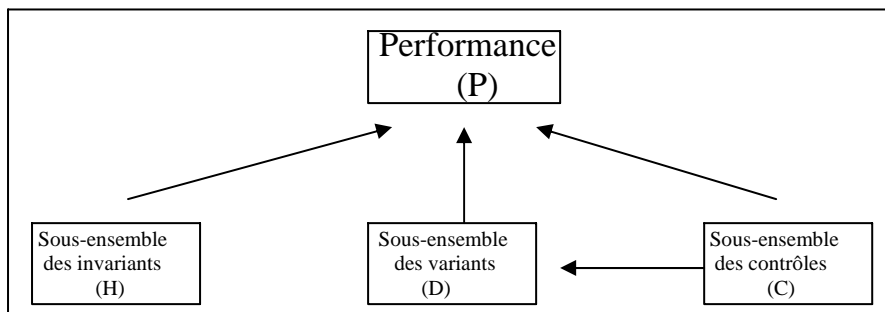 Performance
(P)
Sous-ensemble
des invariants
(H)
Sous-ensemble
des variants
(D)
Sous-ensemble
des contrôles
(C)